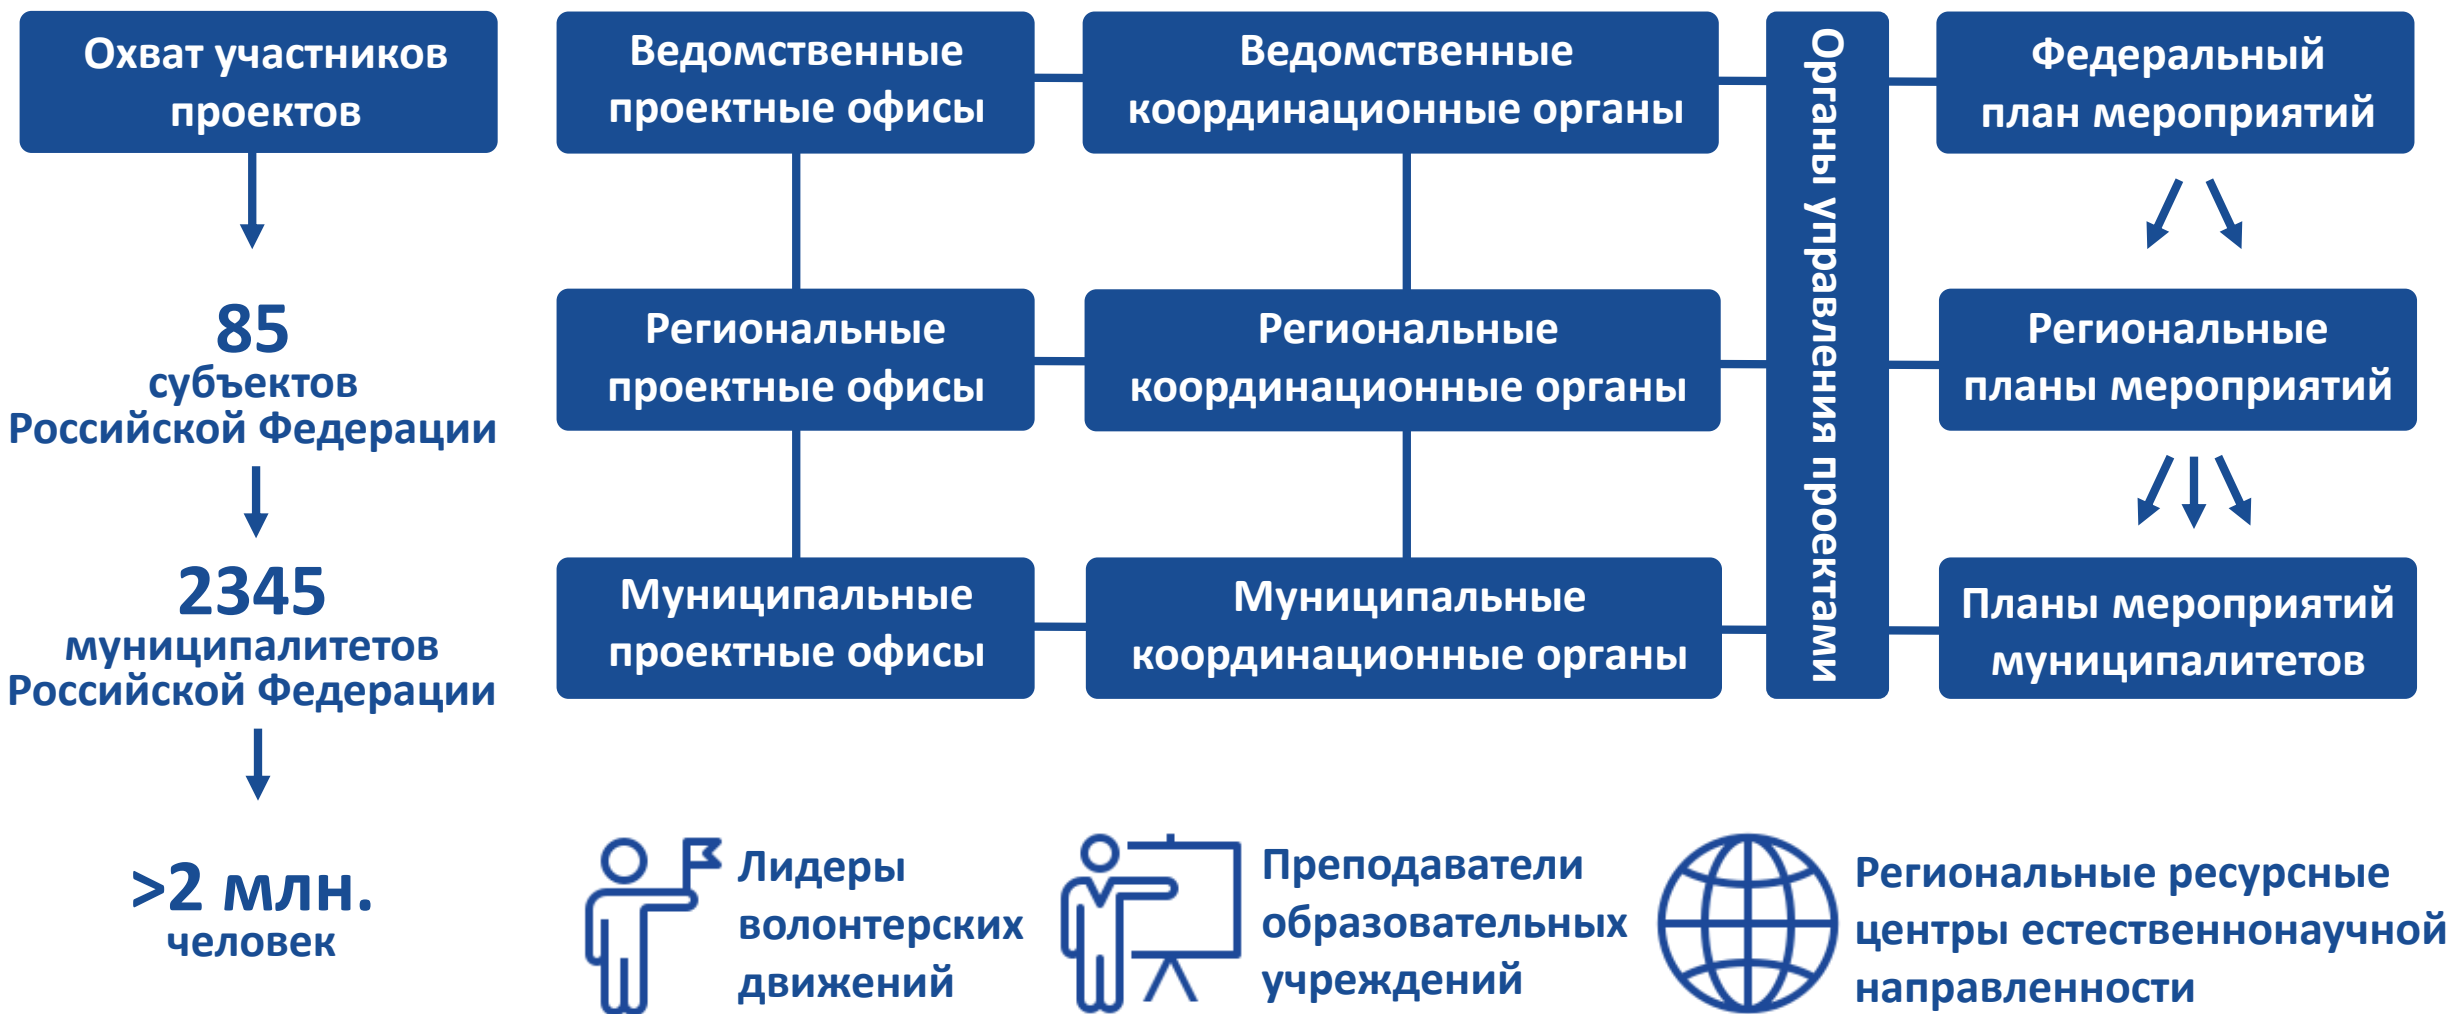 Охват участников
проектов
85
субъектов
Российской Федерации
2345
муниципалитетов
Российской Федерации
>2 млн.
человек
Ведомственные
проектные офисы
Ведомственные
координационные органы
Региональные
проектные офисы
Региональные
координационные органы
Муниципальные
проектные офисы
Муниципальные
координационные органы
Органы управления проектами
Федеральный
план мероприятий
Региональные
планы мероприятий
Планы мероприятий
муниципалитетов
Лидеры
волонтерских
движений
Преподаватели
образовательных
учреждений
Региональные ресурсные
центры естественнонаучной
направленности